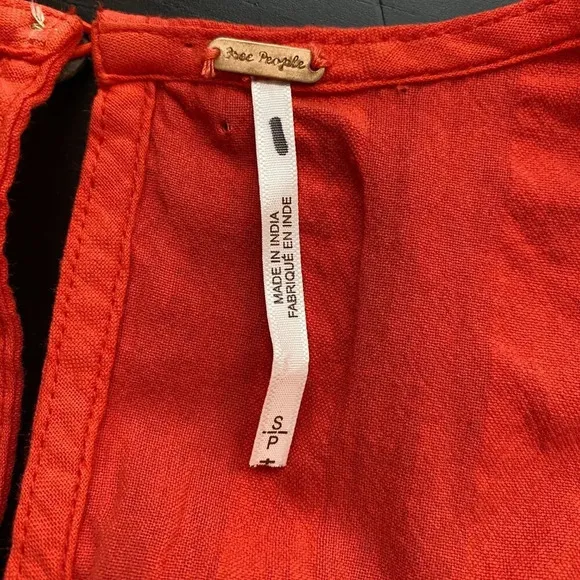 Free People
MADE IN INDIA
FABRIQUÉ EN INDE
S
P